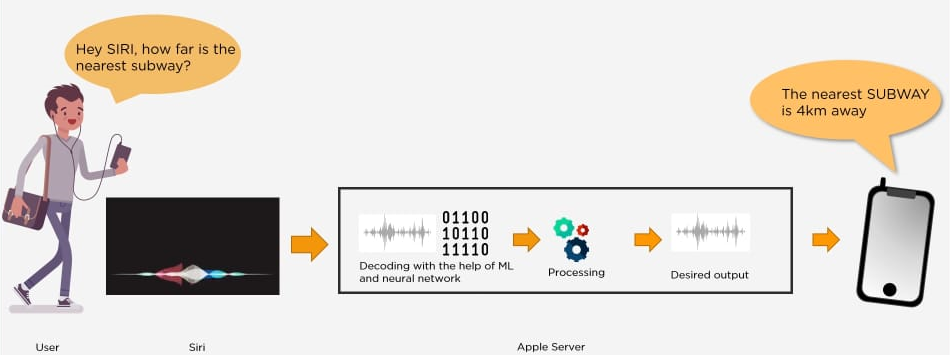 Hey SIRI, how far is the
nearest subway?
The nearest SUBWAY
is 4km away
01100
10110
11110
Decoding with the help of ML
and neural network
Processing
Desired output
User
Siri
Apple Server